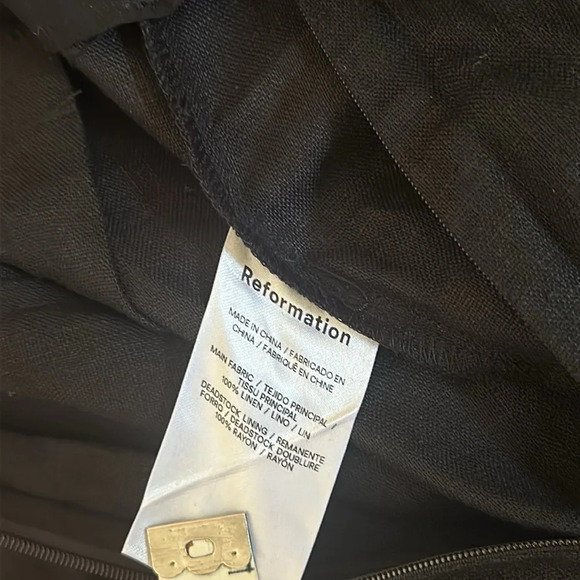 Reformation
MADE IN CHINA / FABRICADO EN
CHINA / FABRIQUÉ EN CHINE
MAIN FABRIC / TEJIDO PRINCIPAL
TISSU PRINCIPAL
100% LINEN / LINO / LIN
DEADSTOCK LINING / REMANENTE
FORRO / DEADSTOCK DOUBLURE
100% RAYON / RAYÓN